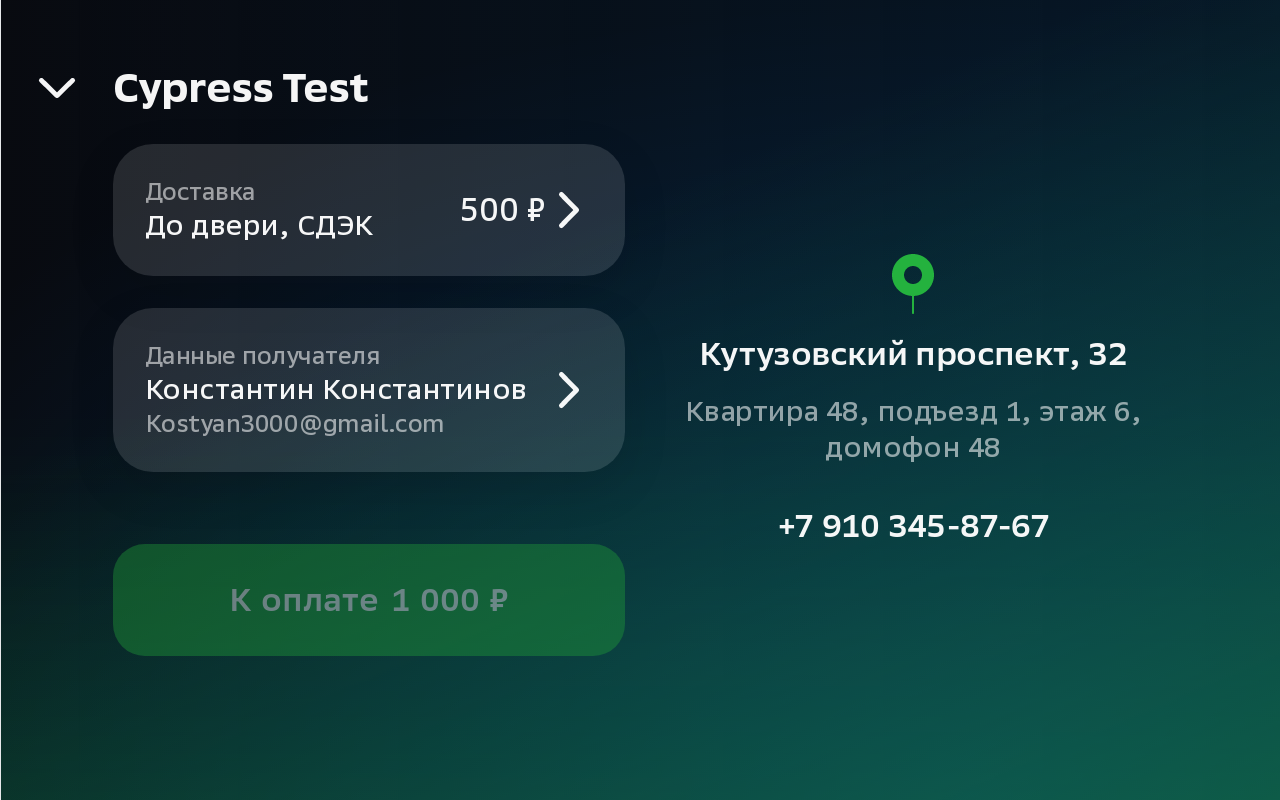 Cypress Test
Доставка
До двери, СДЭК
500 ₽
Данные получателя
Константин Константинов
Kostyan3000@gmail.com
К оплате 1 000 ₽
Кутузовский проспект, 32
Квартира 48, подъезд 1, этаж 6,
домофон 48
+7 910 345-87-67